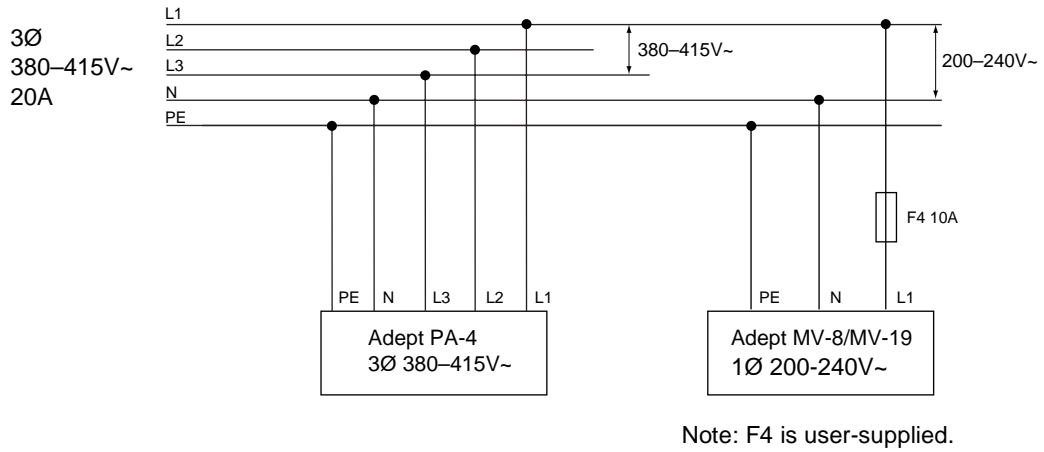 3Ø
380–415V~
20A
L1
L2
L3
N
PE
380–415V~
200–240V~
F4 10A
PE N L3 L2 L1
Adept PA-4
3Ø 380–415V~
PE N L1
Adept MV-8/MV-19
1Ø 200-240V~
Note: F4 is user-supplied.